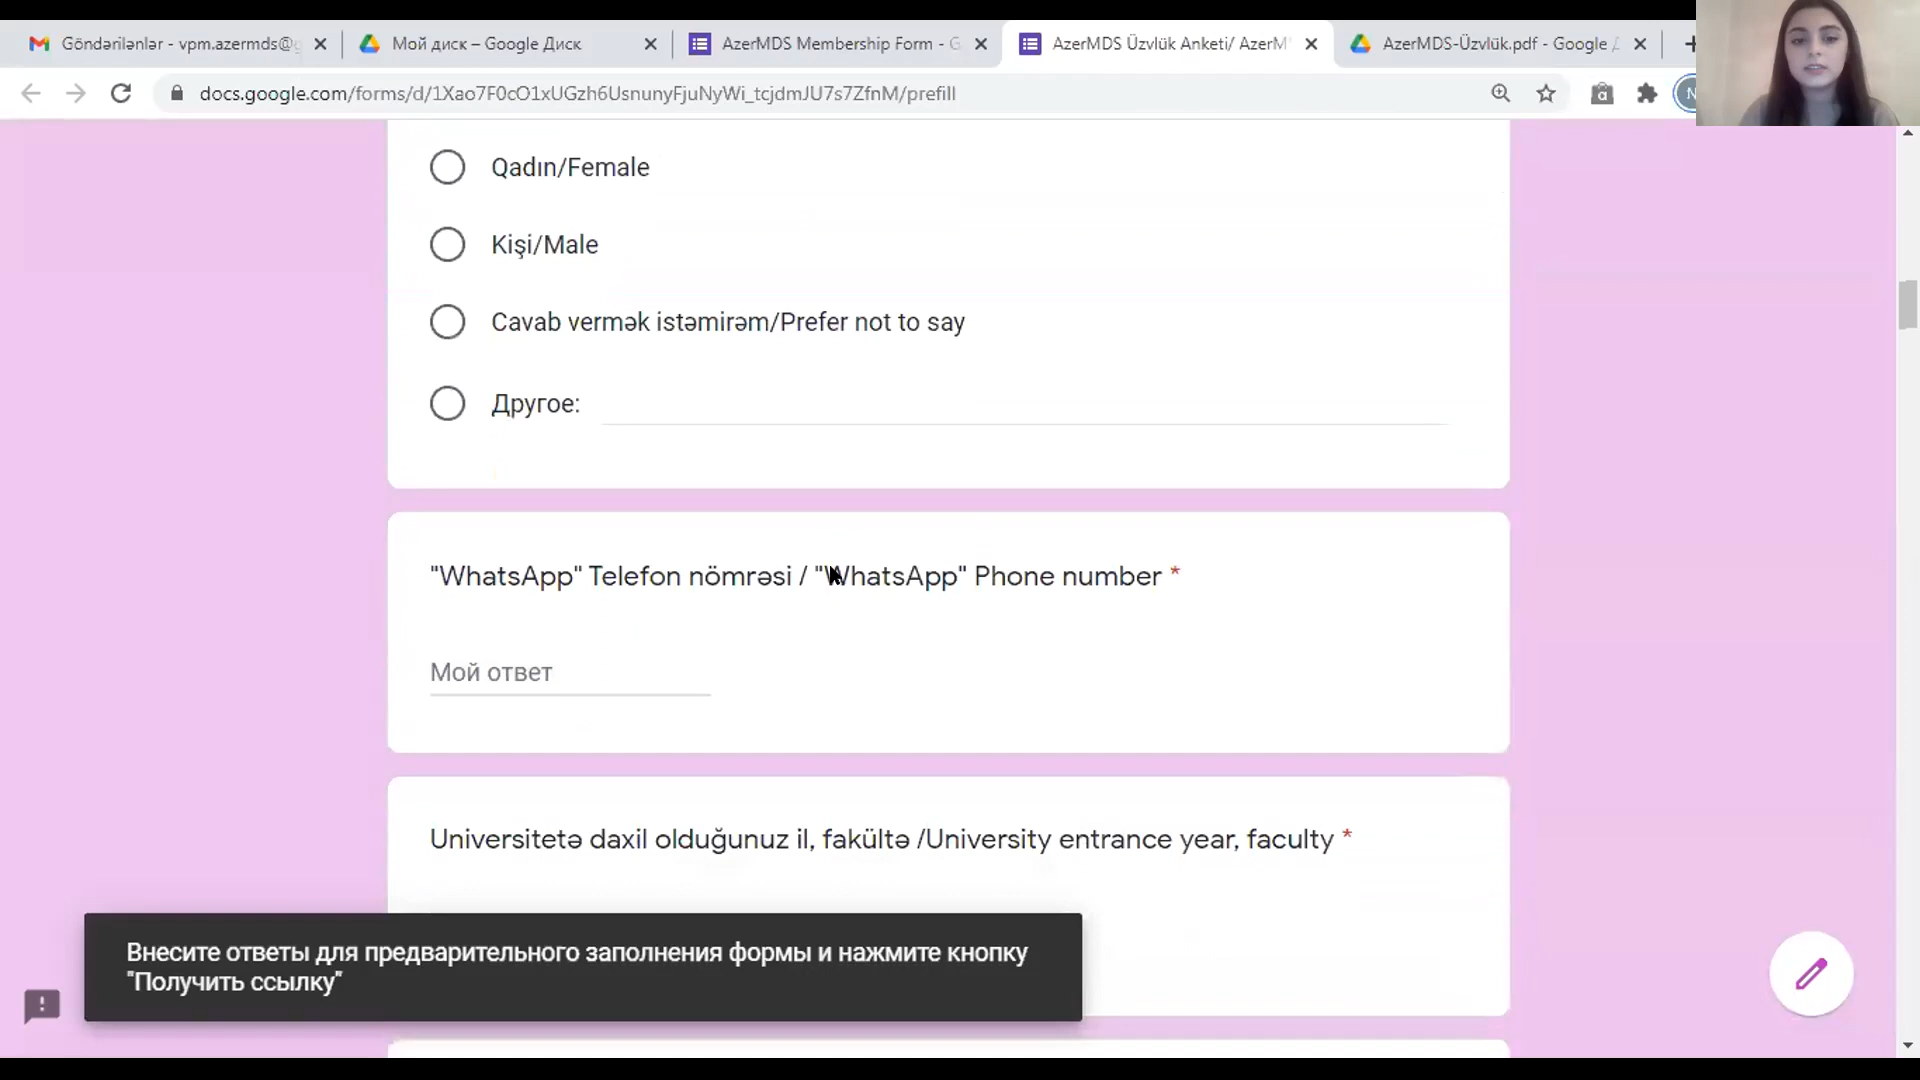 Göndərilənlər - vpm.azermds@
Мой диск – Google Диск
AzerMDS Membership Form - G
AzerMDS Üzvlük Anketi/ AzerM
AzerMDS-Üzvlük.pdf - Google Д
docs.google.com/forms/d/1Xao7F0cO1xUGzh6UsnunyFjuNyWi_tcjdmJU7s7ZfnM/prefill
Qadın/Female
Kişi/Male
Cavab vermək istəmirəm/Prefer not to say
Другое:
"WhatsApp" Telefon nömrəsi / "WhatsApp" Phone number *
Мой ответ
Universitetə daxil olduğunuz il, fakültə /University entrance year, faculty *
Внесите ответы для предварительного заполнения формы и нажмите кнопку
"Получить ссылку"